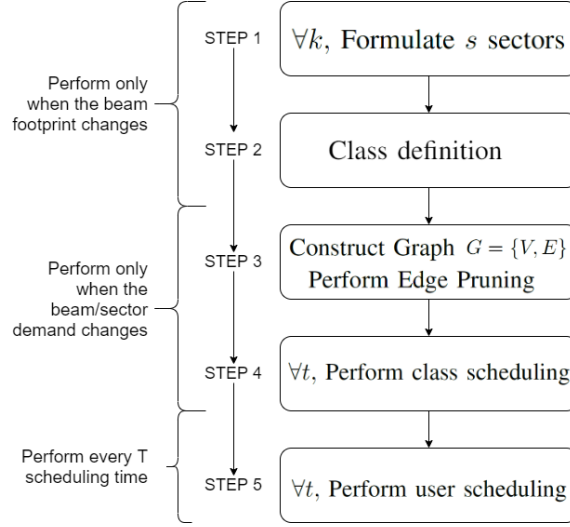 STEP 1
∀k, Formulate s sectors
Perform only
when the beam
footprint changes
STEP 2
Class definition
STEP 3
Construct Graph G = {V, E}
Perform Edge Pruning
Perform only
when the
beam/sector
demand changes
STEP 4
∀t, Perform class scheduling
Perform every T
scheduling time
STEP 5
∀t, Perform user scheduling